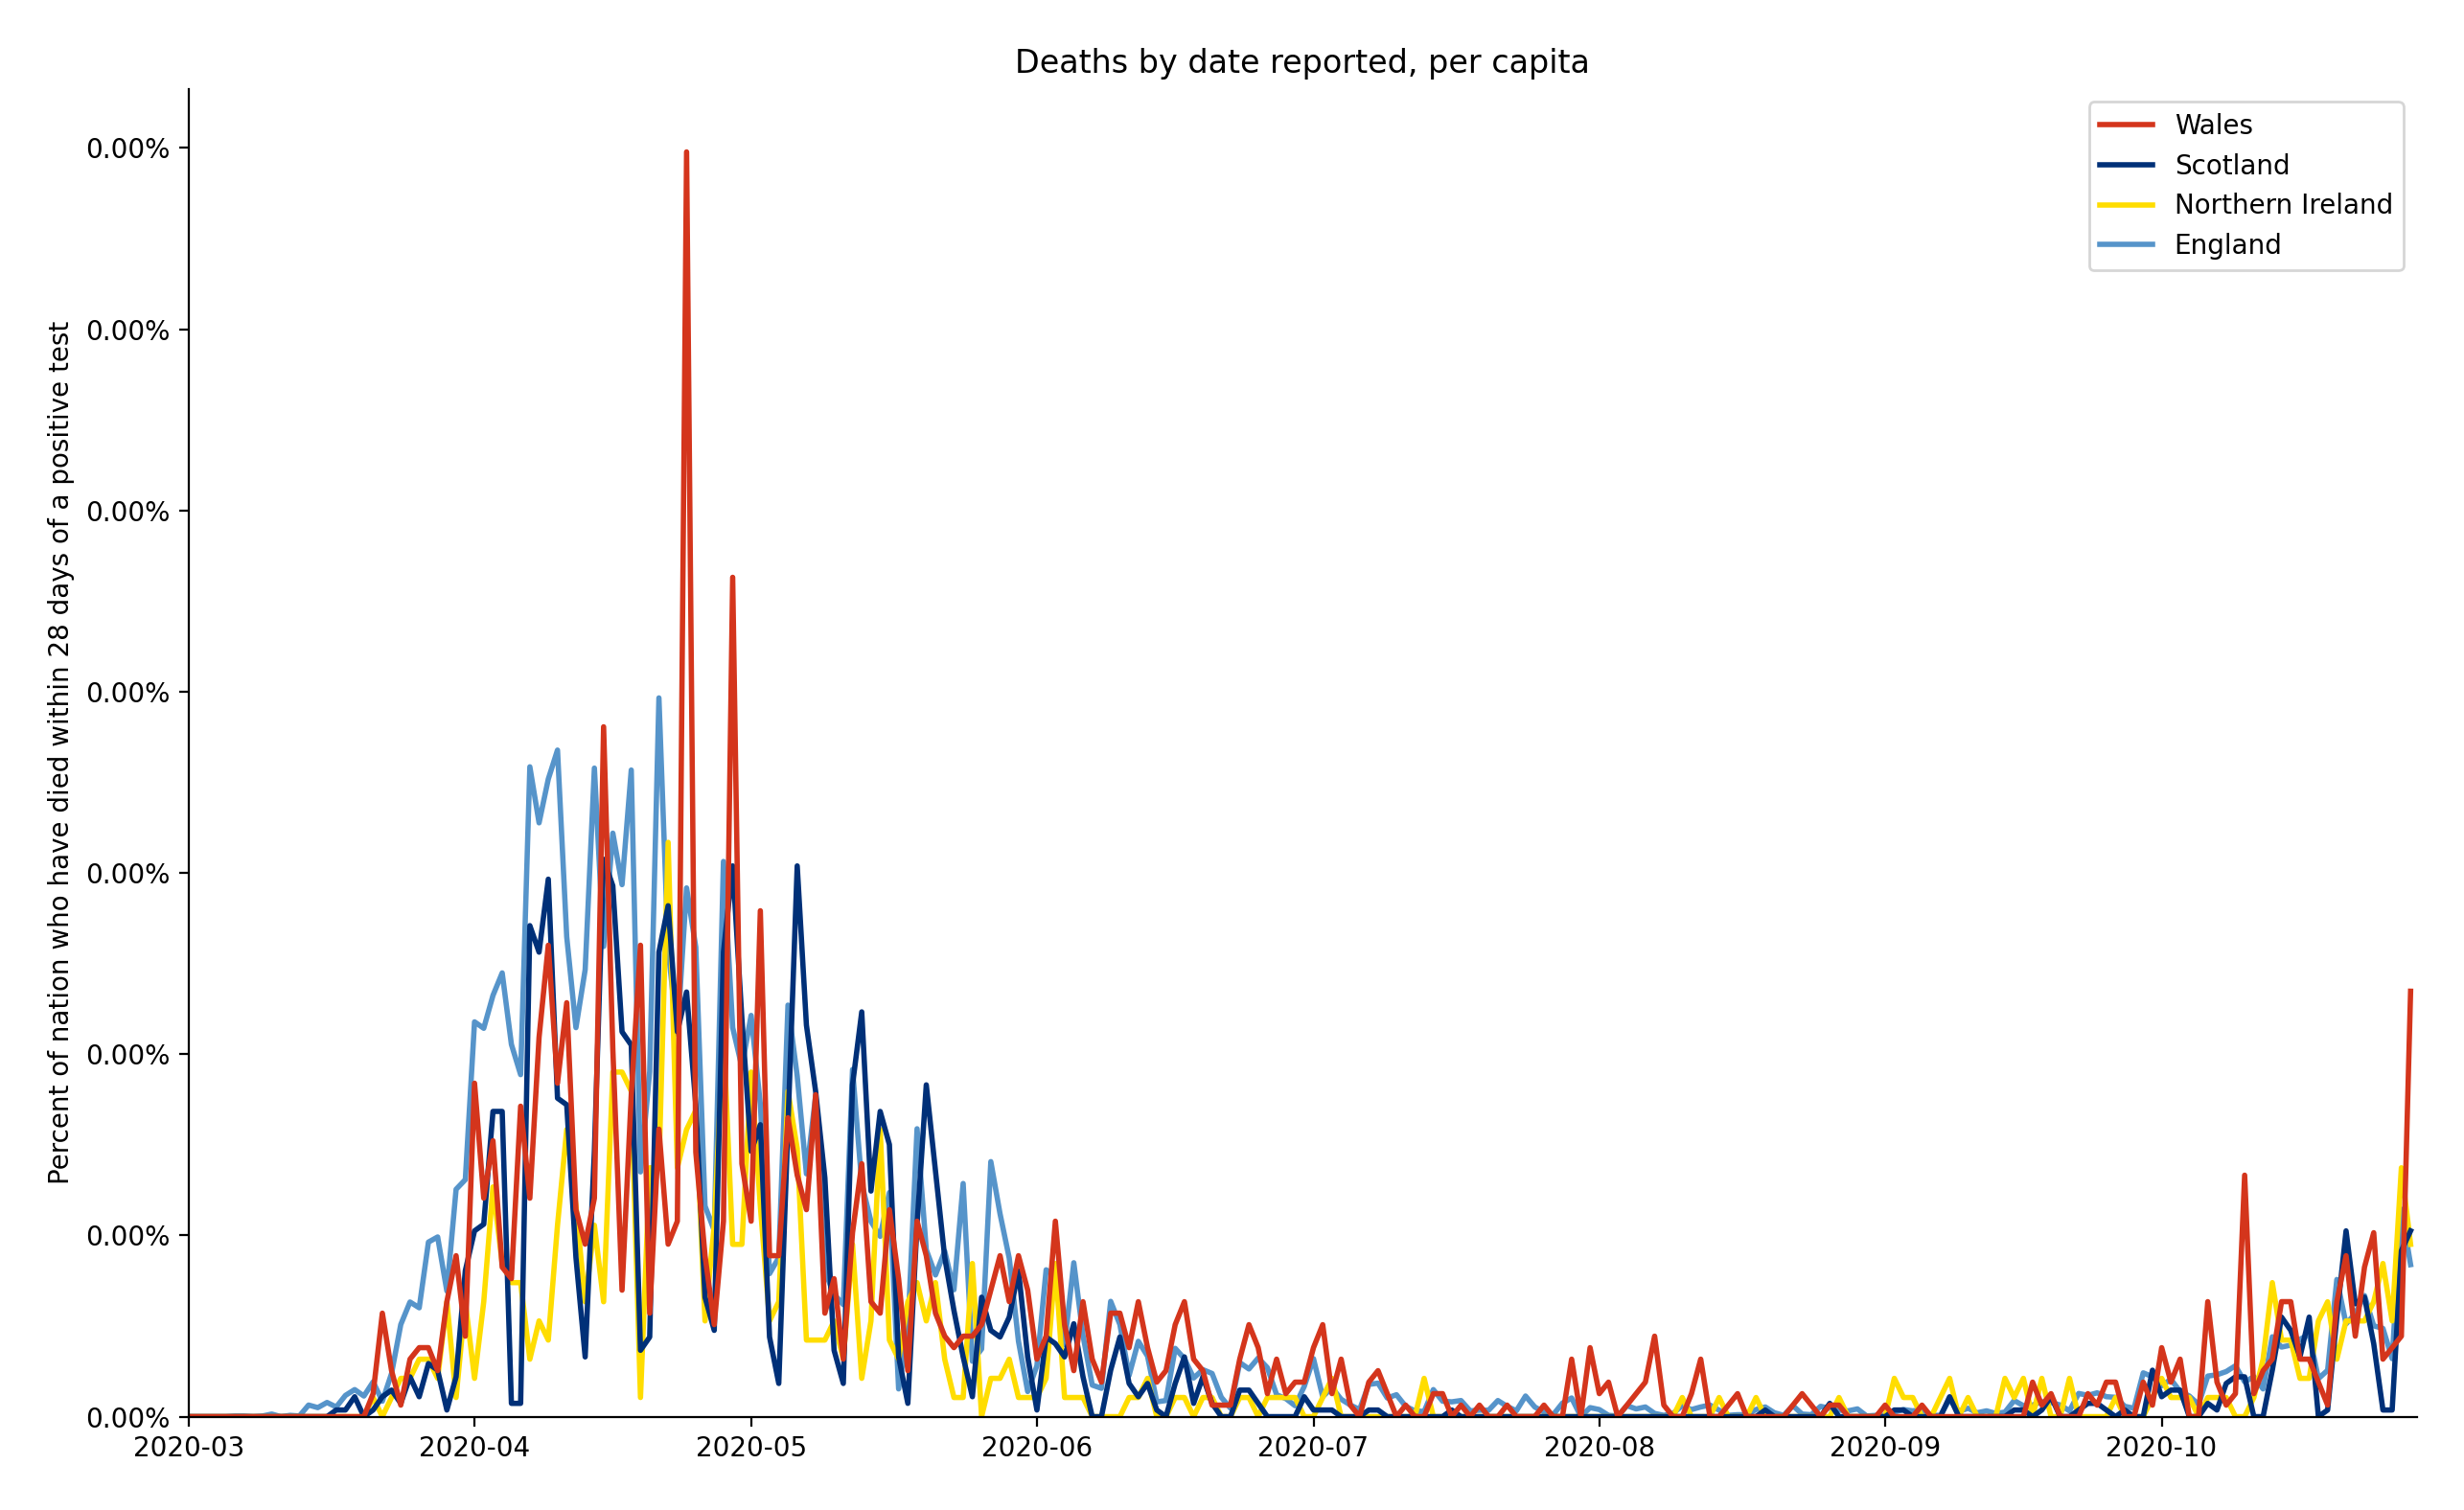 Deaths by date reported, per capita
Wales
Scotland
Northern Ireland
England
Percent of nation who have died within 28 days of a positive test
0.00%
0.00%
0.00%
0.00%
0.00%
0.00%
0.00%
0.00%
2020-03 2020-04 2020-05 2020-06 2020-07 2020-08 2020-09 2020-10